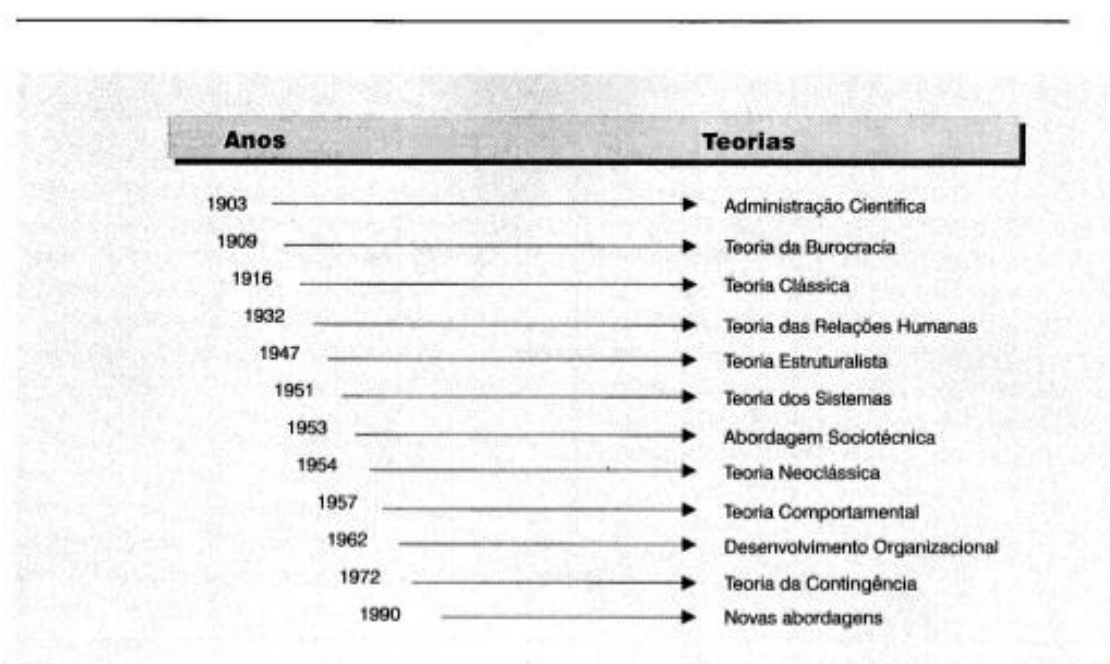 Anos Teorias
1903 Administração Científica
1909 Teoria da Burocracia
1916 Teoria Clássica
1932 Teoria das Relações Humanas
1947 Teoria Estruturalista
1951 Teoria dos Sistemas
1953 Abordagem Sociotécnica
1954 Teoria Neoclássica
1957 Teoria Comportamental
1962 Desenvolvimento Organizacional
1972 Teoria da Contingência
1990 Novas abordagens